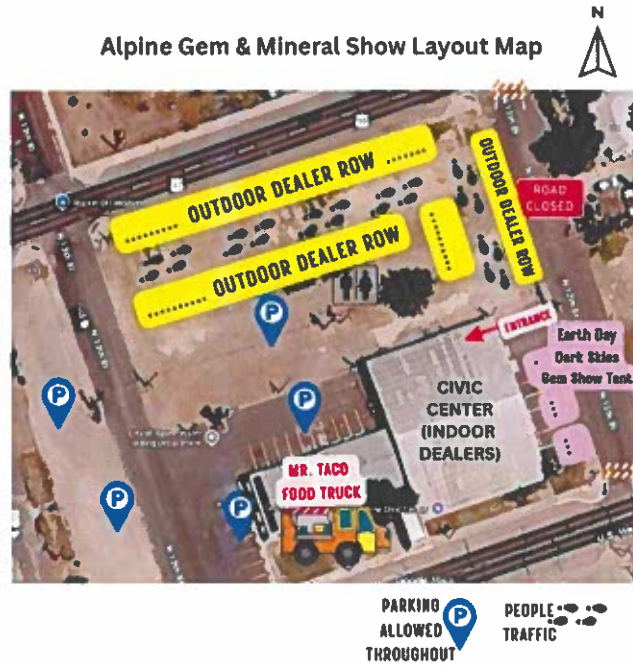 N
Alpine Gem & Mineral Show Layout Map
OUTDOOR DEALER ROW
OUTDOOR DEALER ROW
OUTDOOR DEALER ROW
ROAD
CLOSED
N 13th St
ENTRANCE
Earth Day
Dark Skies
Gem Show Tent
CIVIC
CENTER
(INDOOR
DEALERS)
MR. TACO
FOOD TRUCK
P
P
P
P
P
PARKING
ALLOWED
THROUGHOUT
P
PEOPLE
TRAFFIC